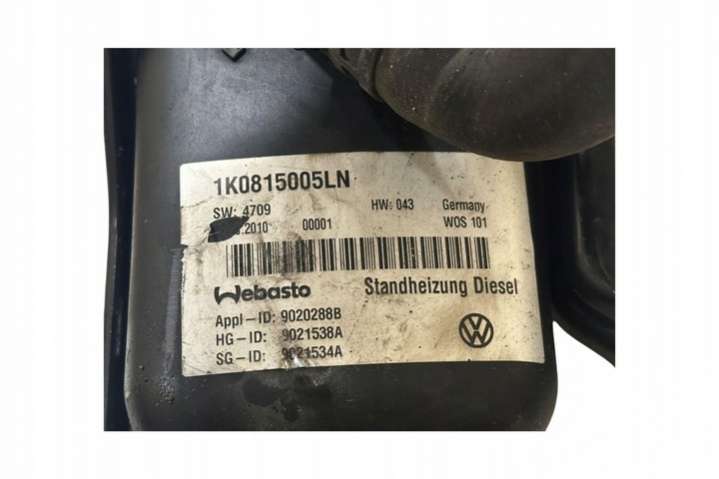 1K0815005LN
SW: 4709 HW: 043 Germany
.2010 00001 WOS 101
Webasto Standheizung Diesel
Appl-ID: 9020288B
HG-ID: 9021538A
SG-ID: 9021534A
VW